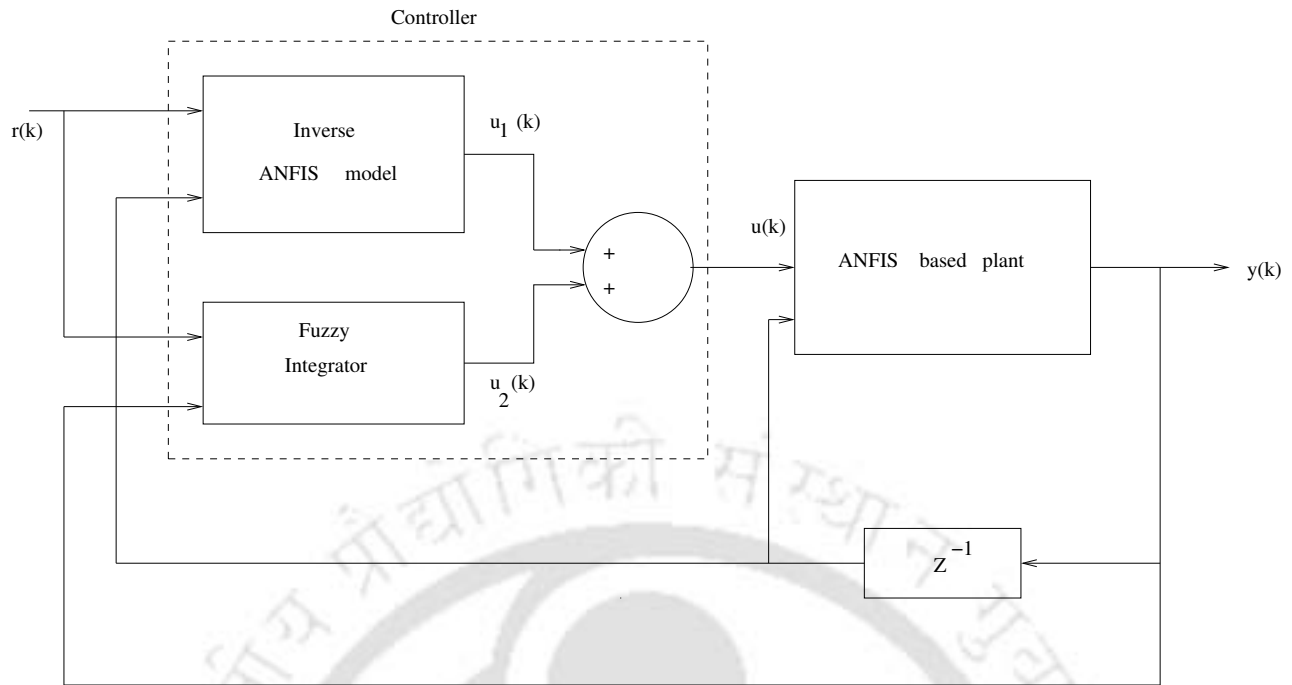 Controller
r(k)
Inverse
ANFIS model
u1(k)
Fuzzy
Integrator
u2(k)
+
+
u(k)
ANFIS based plant
y(k)
Z^-1